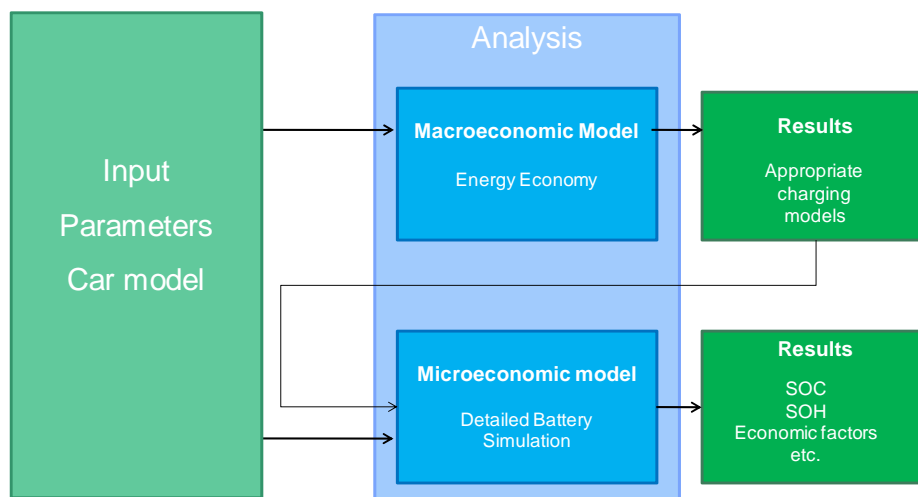 Analysis
Input
Parameters
Car model
Macroeconomic Model
Energy Economy
Results
Appropriate
charging
models
Microeconomic model
Detailed Battery
Simulation
Results
SOC
SOH
Economic factors
etc.